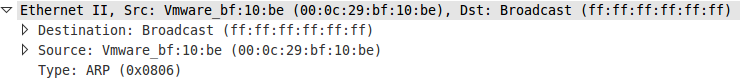 Ethernet II, Src: Vmware_bf:10:be (00:0c:29:bf:10:be), Dst: Broadcast (ff:ff:ff:ff:ff:ff)
Destination: Broadcast (ff:ff:ff:ff:ff:ff)
Source: Vmware_bf:10:be (00:0c:29:bf:10:be)
Type: ARP (0x0806)